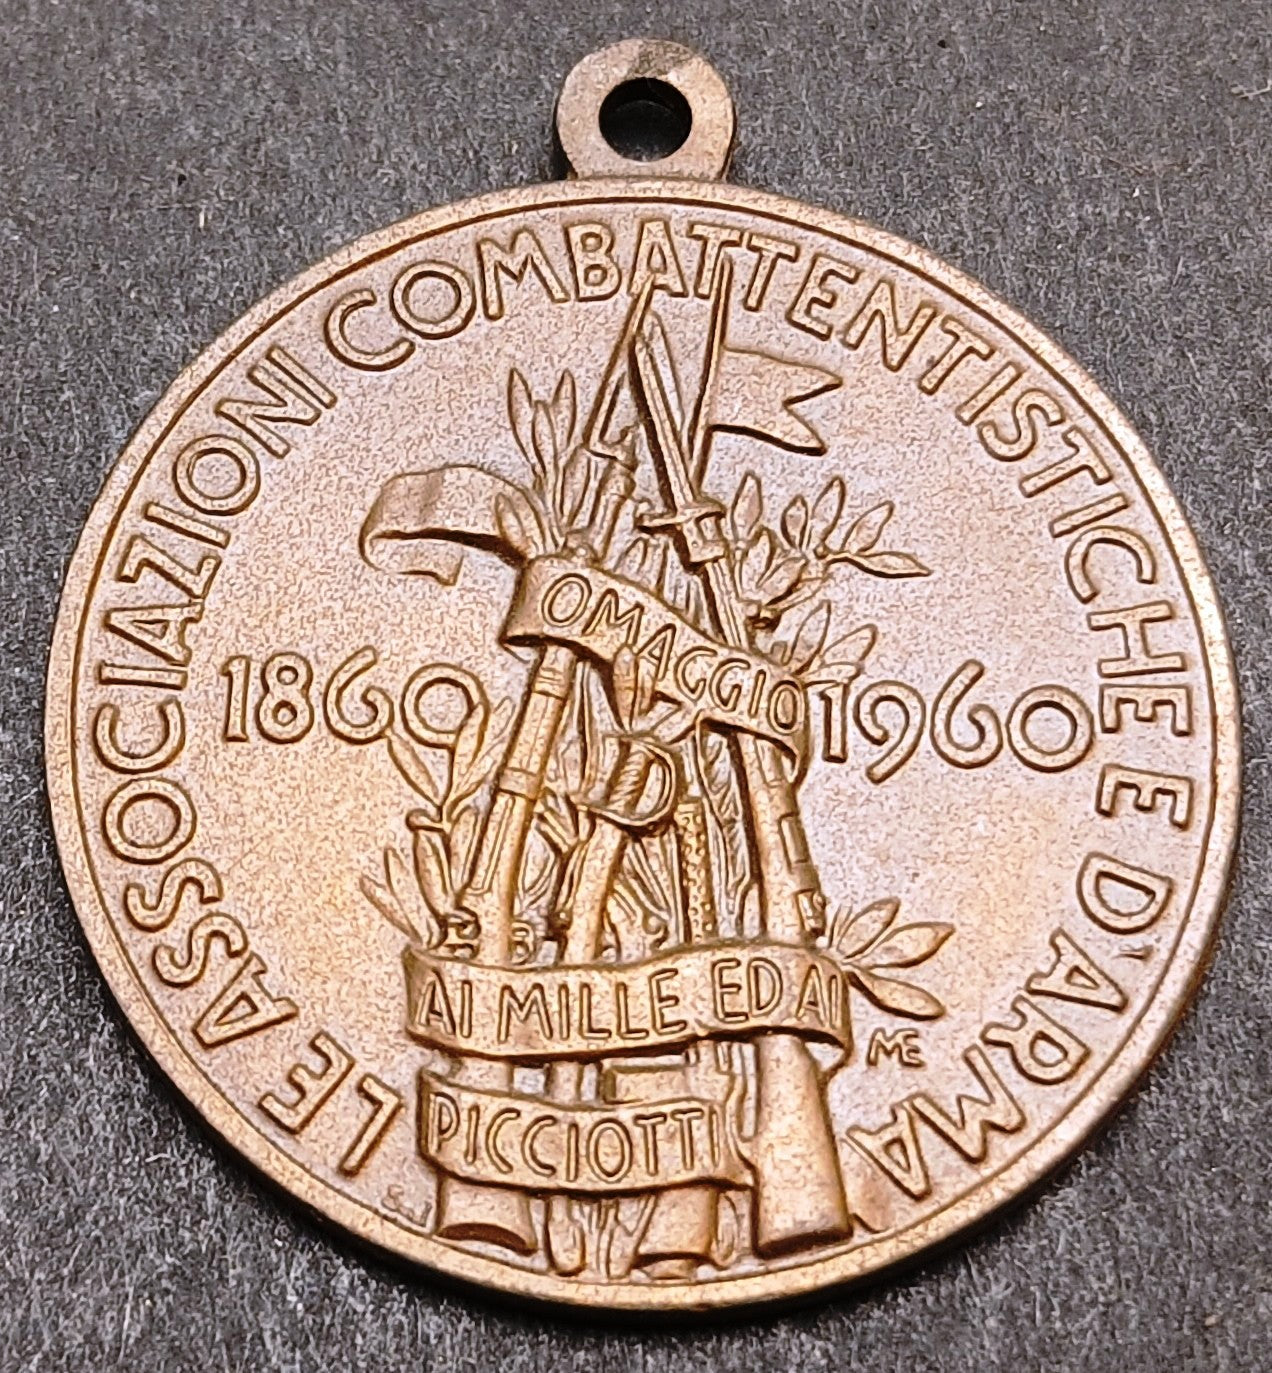 LE ASSOCIAZIONI COMBATTENTISTICHE E D'ARMA
1860 1960
OMAGGIO
AI MILLE ED AI
PICCIOTTI
ME